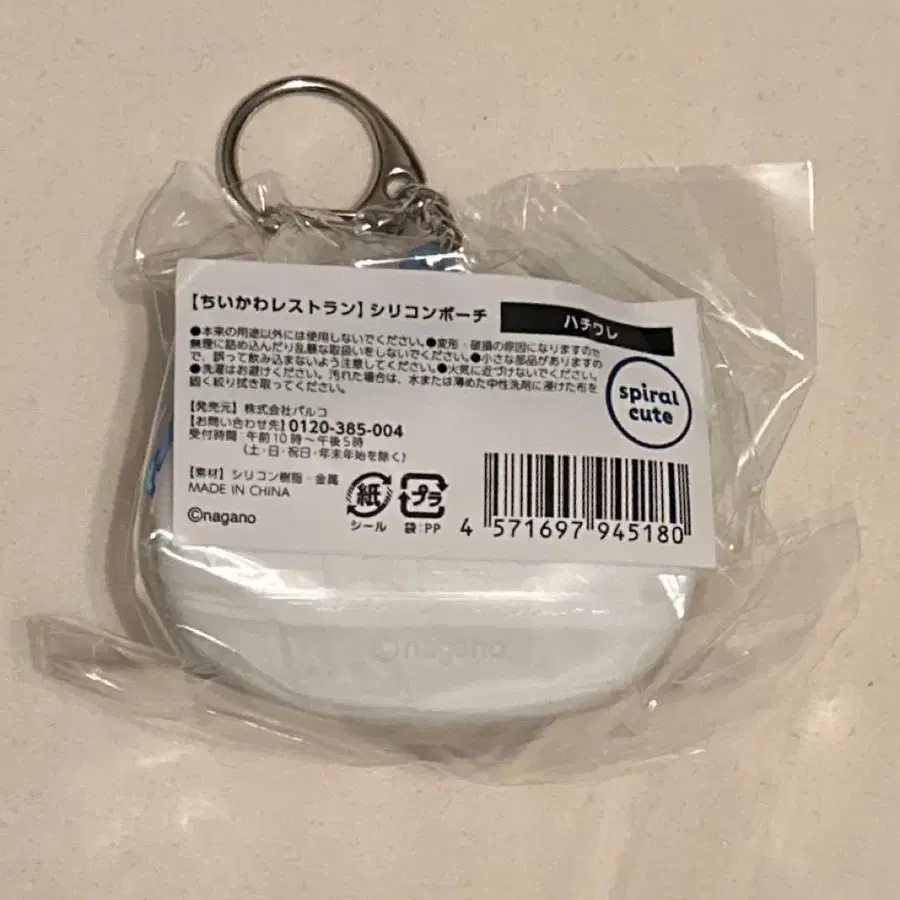 【ちいかわレストラン】シリコンポーチ
ハチワレ
●本来の用途以外には使用しないでください。●変形・破損の原因になりますので
無理に詰め込んだり乱暴な取扱いをしないでください。●小さな部品がありますの
で、誤って飲み込まないよう注意してください。●火気に近づけないでください。
●洗濯はお避けください。汚れた場合は、水または薄めた中性洗剤に浸けた布を
固く絞り拭き取ってください。
spiral
cute
【発売元】株式会社パルコ
【お問い合わせ先】0120-385-004
受付時間：午前10時～午後5時
（土・日・祝日・年末年始を除く）
【素材】シリコン樹脂・金属
MADE IN CHINA
©nagano
紙
シール
プラ
袋:PP
4 571697 945180
©nagano